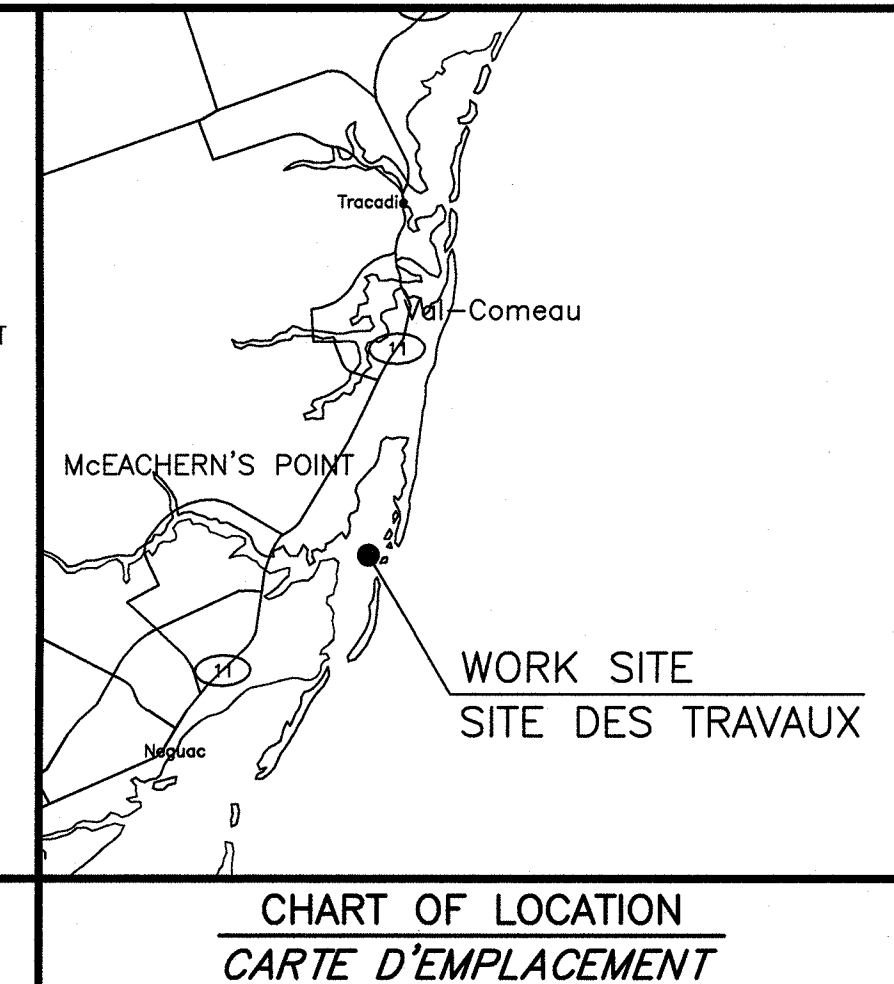 Tracadie
Val-Comeau
11
McEACHERN'S POINT
WORK SITE
SITE DES TRAVAUX
11
Neguac
CHART OF LOCATION
CARTE D'EMPLACEMENT